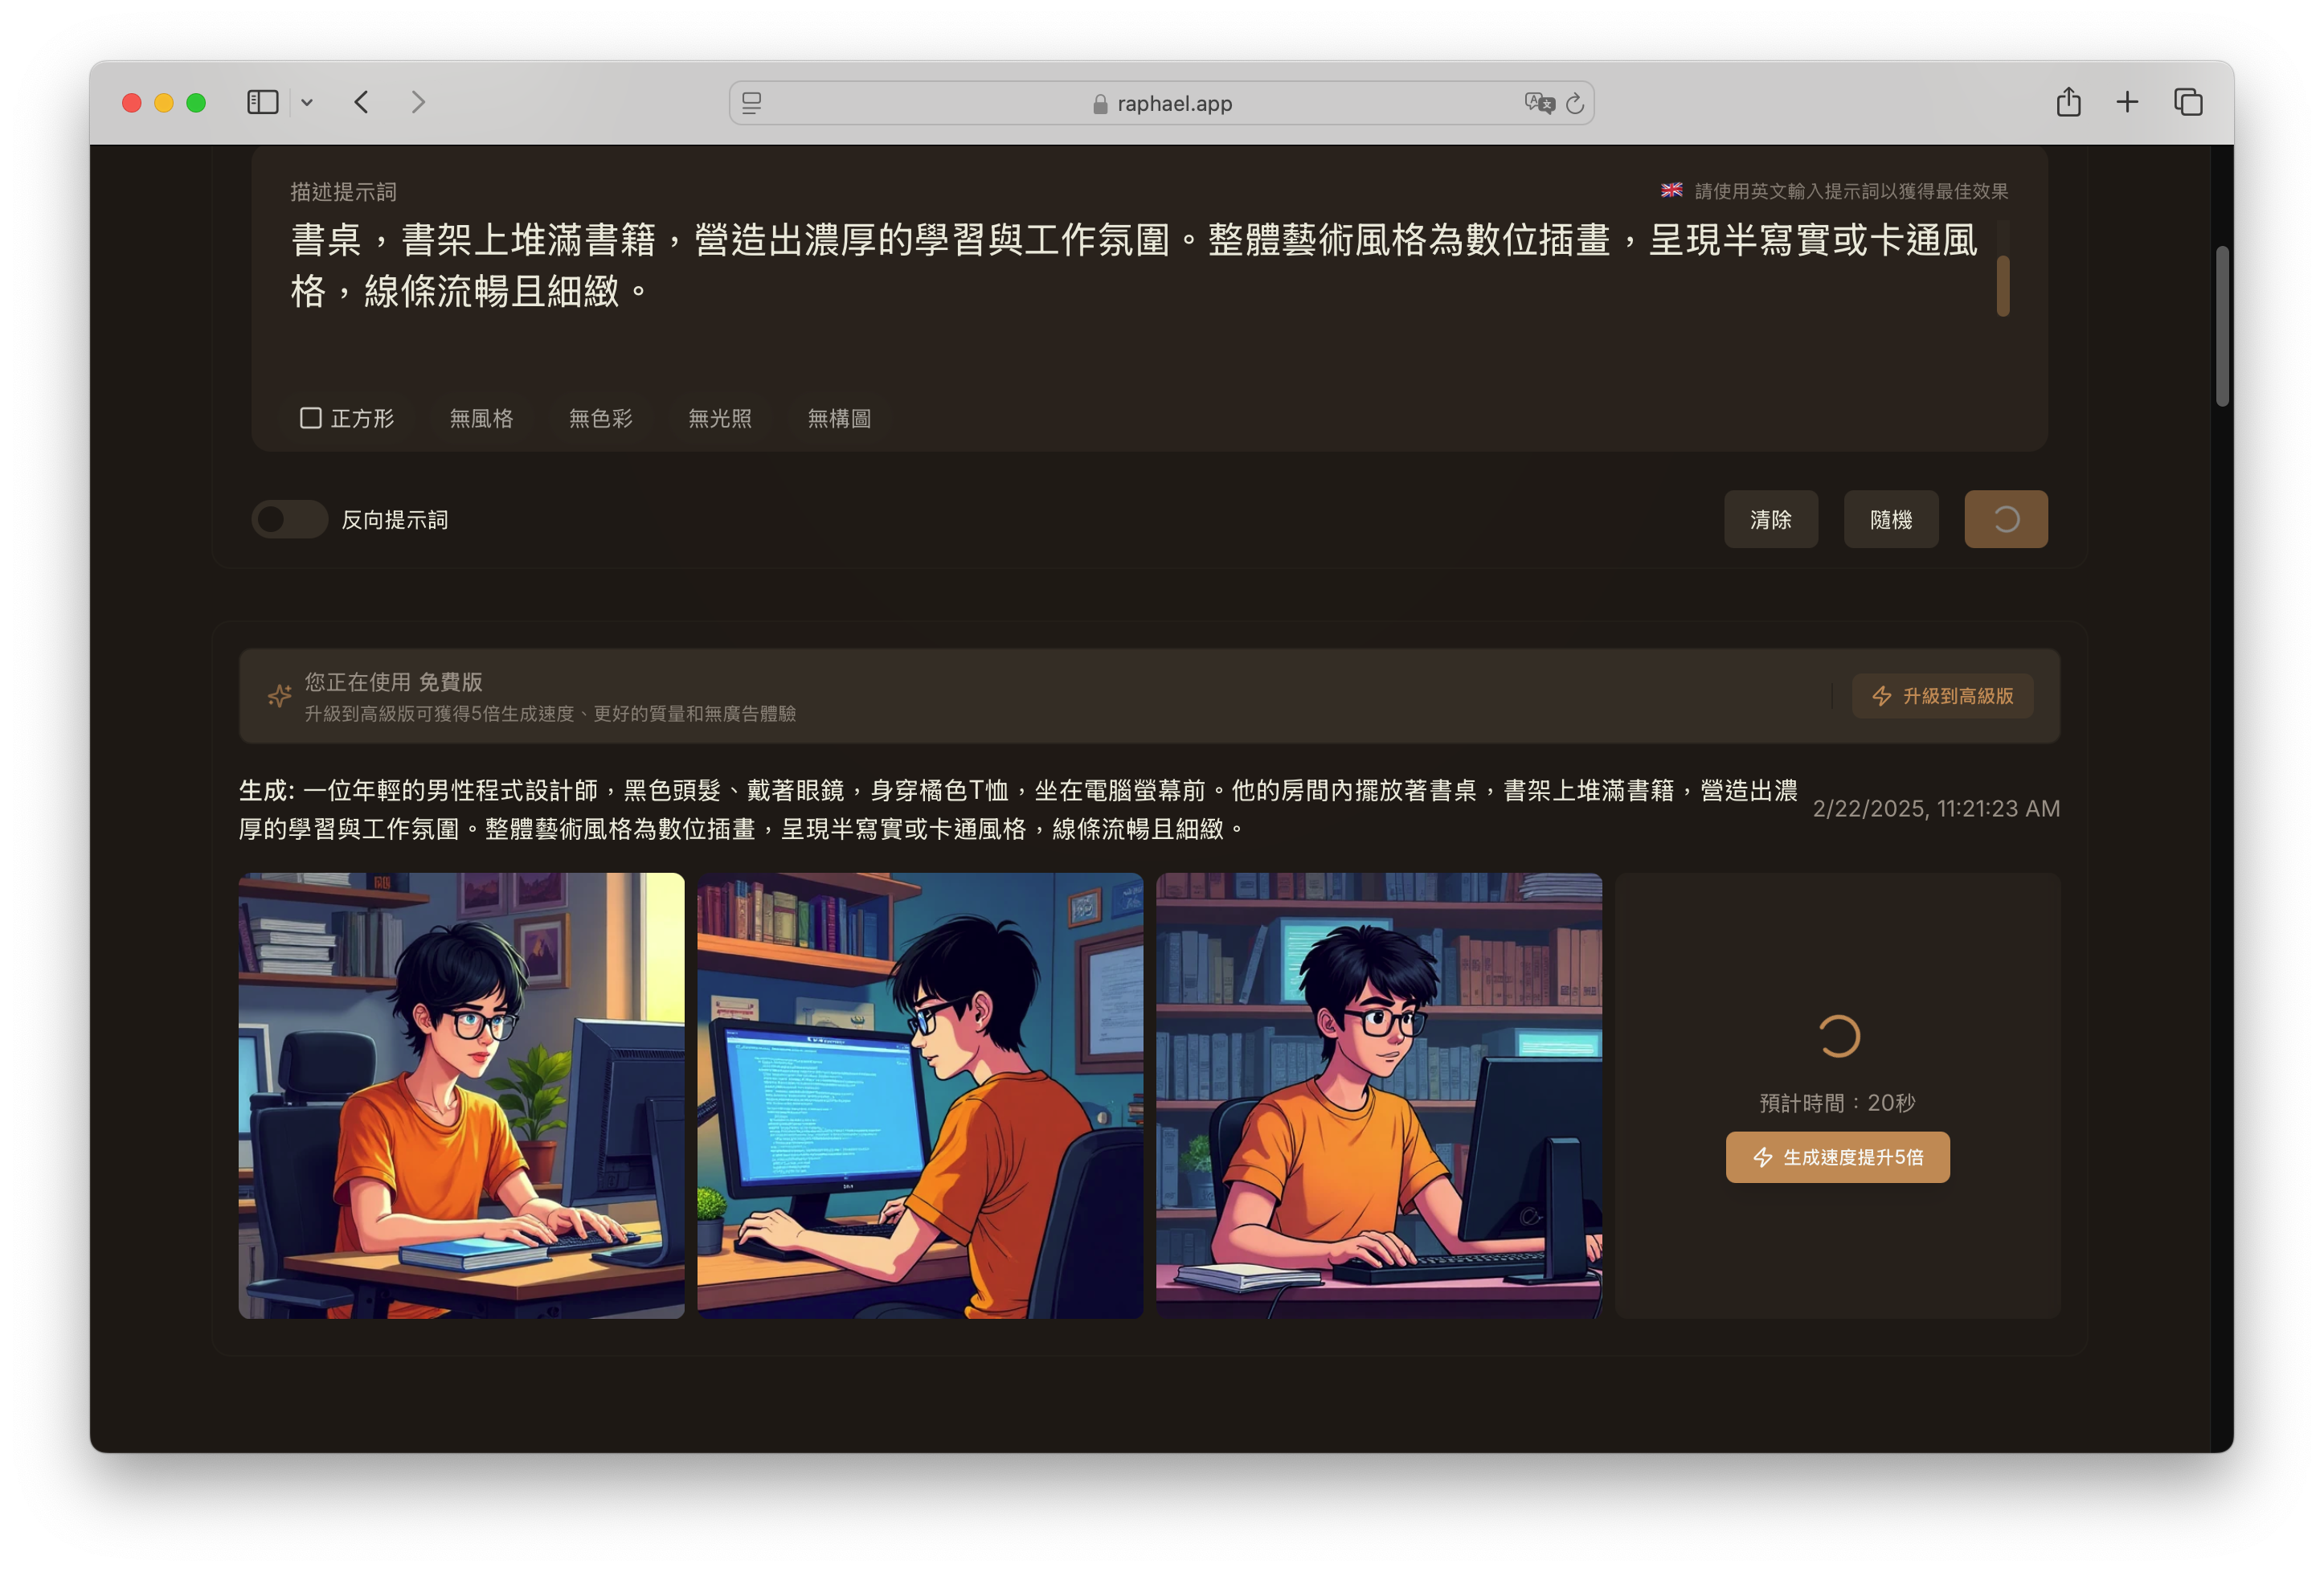 raphael.app
描述提示詞
🇬🇧 請使用英文輸入提示詞以獲得最佳效果
書桌，書架上堆滿書籍，營造出濃厚的學習與工作氛圍。整體藝術風格為數位插畫，呈現半寫實或卡通風
格，線條流暢且細緻。
正方形 無風格 無色彩 無光照 無構圖
反向提示詞
清除 隨機
您正在使用 免費版
升級到高級版可獲得5倍生成速度、更好的質量和無廣告體驗
升級到高級版
生成: 一位年輕的男性程式設計師，黑色頭髮、戴著眼鏡，身穿橘色T恤，坐在電腦螢幕前。他的房間內擺放著書桌，書架上堆滿書籍，營造出濃
厚的學習與工作氛圍。整體藝術風格為數位插畫，呈現半寫實或卡通風格，線條流暢且細緻。
2/22/2025, 11:21:23 AM
預計時間：20秒
生成速度提升5倍